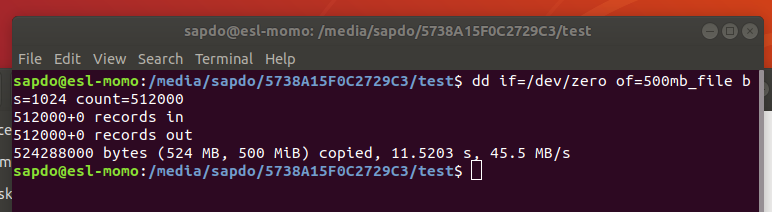 sapdo@esl-momo: /media/sapdo/5738A15F0C2729C3/test
File Edit View Search Terminal Help
sapdo@esl-momo:/media/sapdo/5738A15F0C2729C3/test$ dd if=/dev/zero of=500mb_file b
s=1024 count=512000
512000+0 records in
512000+0 records out
524288000 bytes (524 MB, 500 MiB) copied, 11.5203 s, 45.5 MB/s
sapdo@esl-momo:/media/sapdo/5738A15F0C2729C3/test$